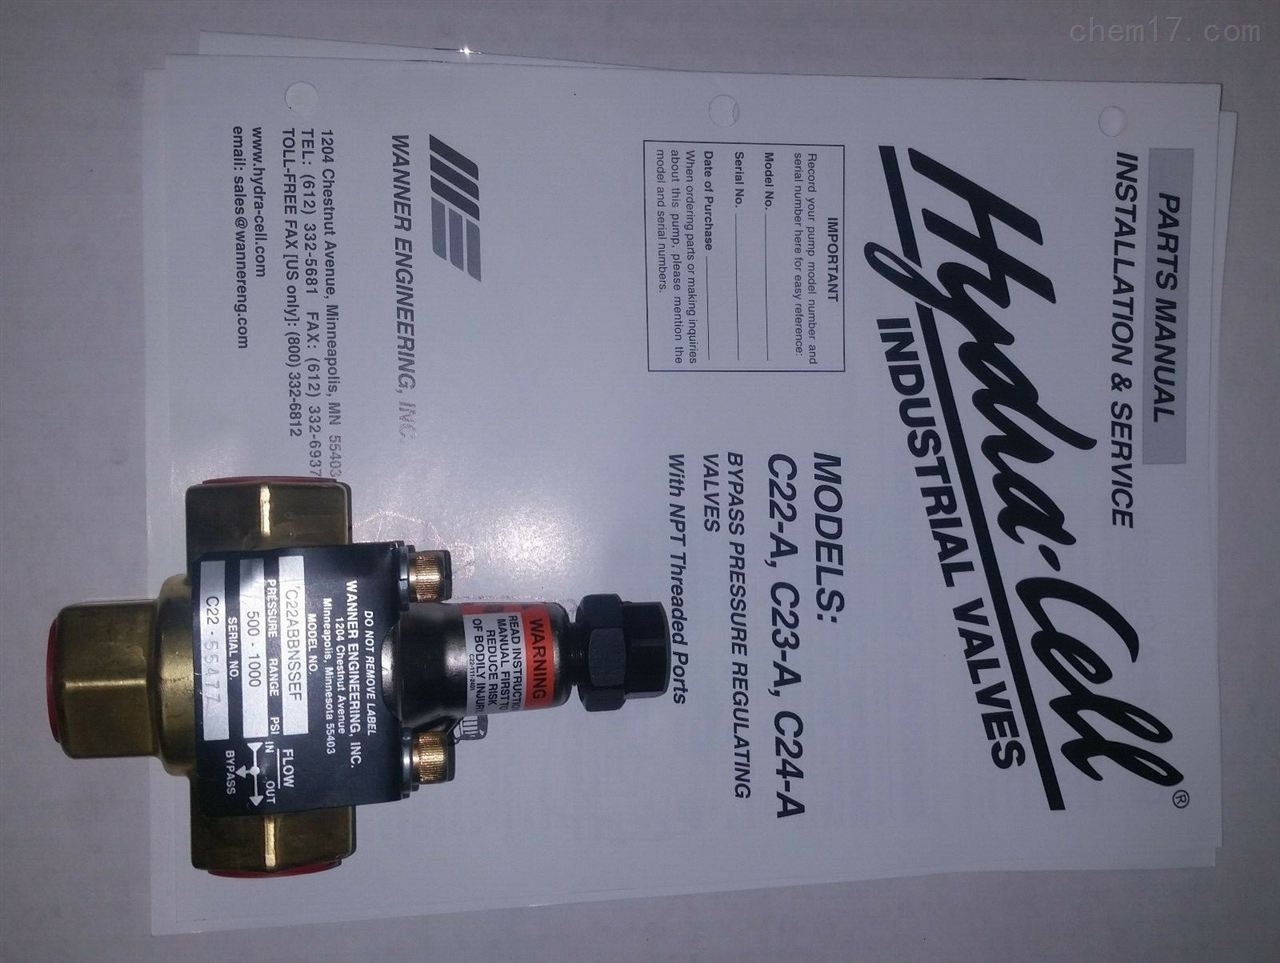 chem17.com
PARTS MANUAL
INSTALLATION & SERVICE
Hydra-Cell®
INDUSTRIAL VALVES
IMPORTANT
Record your pump model number and
serial number here for easy reference:
Model No.
Serial No.
Date of Purchase
When ordering parts or making inquiries
about this pump, please mention the
model and serial numbers.
MODELS:
C22-A, C23-A, C24-A
BYPASS PRESSURE REGULATING
VALVES
With NPT Threaded Ports
WANNER ENGINEERING, INC.
1204 Chestnut Avenue, Minneapolis, MN 55403
TEL: (612) 332-5681 FAX: (612) 332-6937
TOLL-FREE FAX [US only]: (800) 332-6812
www.hydra-cell.com
email: sales@wannereng.com
WARNING
READ INSTRUCTI
MANUAL FIRST TO
REDUCE RISK
OF BODILY INJUR
DO NOT REMOVE LABEL
WANNER ENGINEERING, INC.
1204 Chestnut Avenue
Minneapolis, Minnesota 55403
MODEL NO.
C22ABBNSSEF
PRESSURE RANGE PSI
500 - 1000
SERIAL NO.
C22 - 55477
FLOW
IN OUT
BYPASS